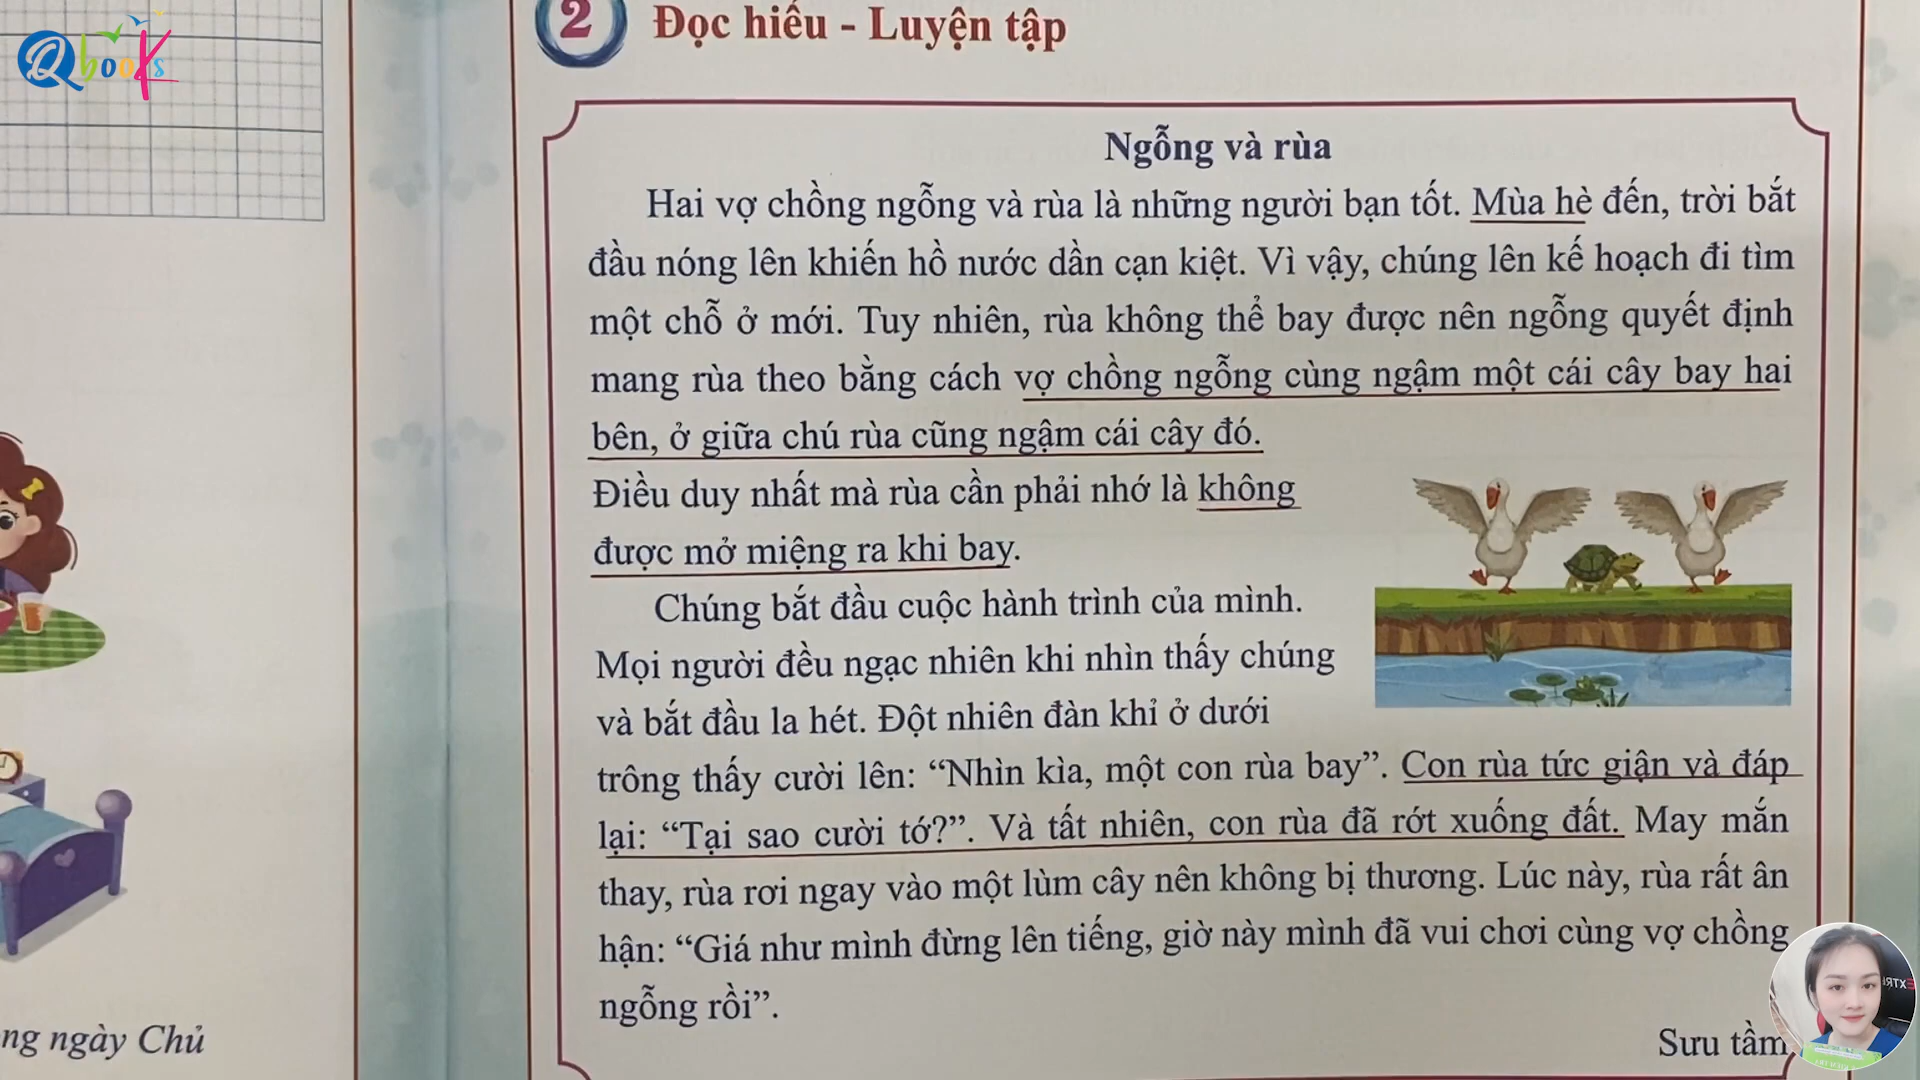 Qbooks
2 Đọc hiểu - Luyện tập
Ngỗng và rùa
Hai vợ chồng ngỗng và rùa là những người bạn tốt. Mùa hè đến, trời bắt
đầu nóng lên khiến hồ nước dần cạn kiệt. Vì vậy, chúng lên kế hoạch đi tìm
một chỗ ở mới. Tuy nhiên, rùa không thể bay được nên ngỗng quyết định
mang rùa theo bằng cách vợ chồng ngỗng cùng ngậm một cái cây bay hai
bên, ở giữa chú rùa cũng ngậm cái cây đó.
Điều duy nhất mà rùa cần phải nhớ là không
được mở miệng ra khi bay.
Chúng bắt đầu cuộc hành trình của mình.
Mọi người đều ngạc nhiên khi nhìn thấy chúng
và bắt đầu la hét. Đột nhiên đàn khỉ ở dưới
trông thấy cười lên: “Nhìn kìa, một con rùa bay”. Con rùa tức giận và đáp
lại: “Tại sao cười tớ?”. Và tất nhiên, con rùa đã rớt xuống đất. May mắn
thay, rùa rơi ngay vào một lùm cây nên không bị thương. Lúc này, rùa rất ân
hận: “Giá như mình đừng lên tiếng, giờ này mình đã vui chơi cùng vợ chồng
ngỗng rồi”.
Sưu tầm
ng ngày Chủ